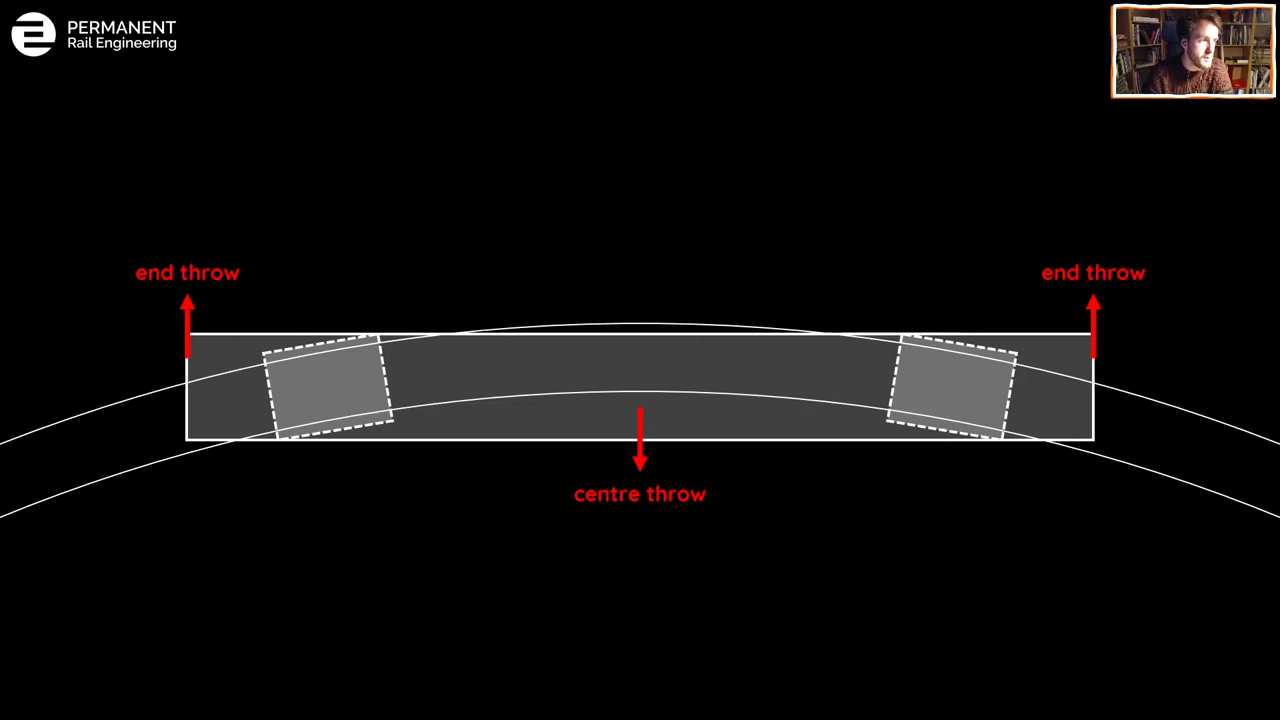 PERMANENT
Rail Engineering
end throw
end throw
centre throw